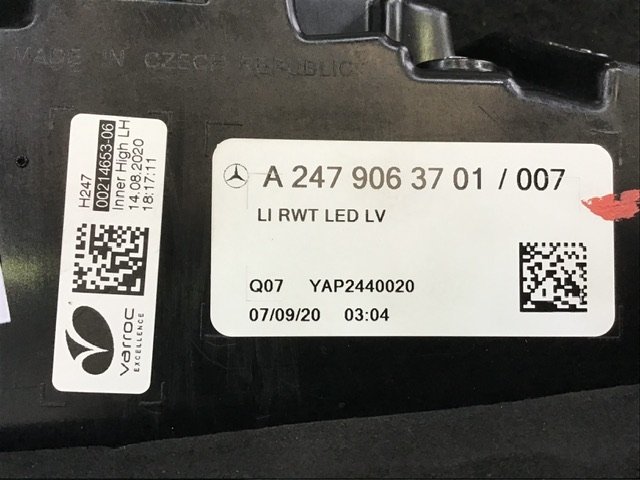 MADE IN CZECH REPUBLIC
H247
00214653-06
Inner High LH
14.08.2020
18:17:11
varroc
EXCELLENCE
A 247 906 37 01 / 007
LI RWT LED LV
Q07 YAP2440020
07/09/20 03:04